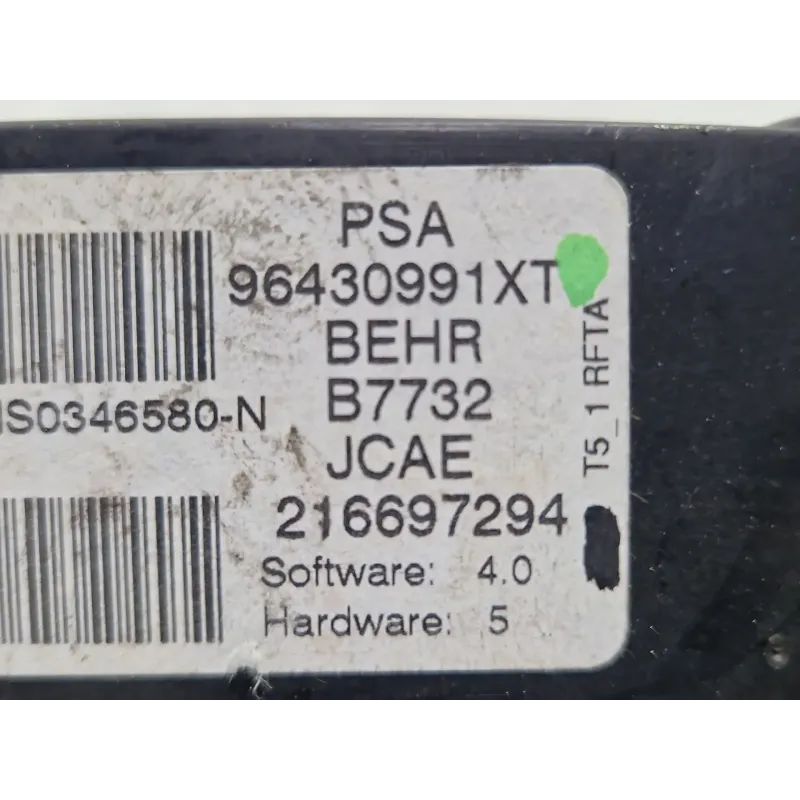 PSA
96430991XT
BEHR
B7732
JCAE
216697294
Software: 4.0
Hardware: 5
S0346580-N
T5_1 RFTA